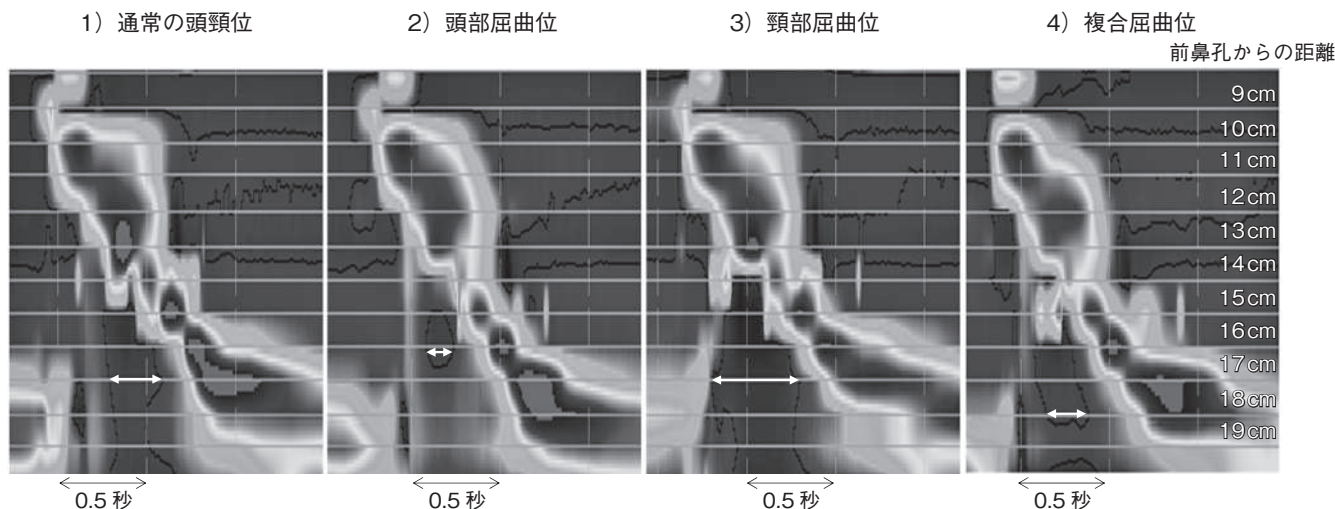 1）通常の頭頸位
2）頭部屈曲位
3）頸部屈曲位
4）複合屈曲位
前鼻孔からの距離
9cm
10cm
11cm
12cm
13cm
14cm
15cm
16cm
17cm
18cm
19cm
0.5 秒
0.5 秒
0.5 秒
0.5 秒